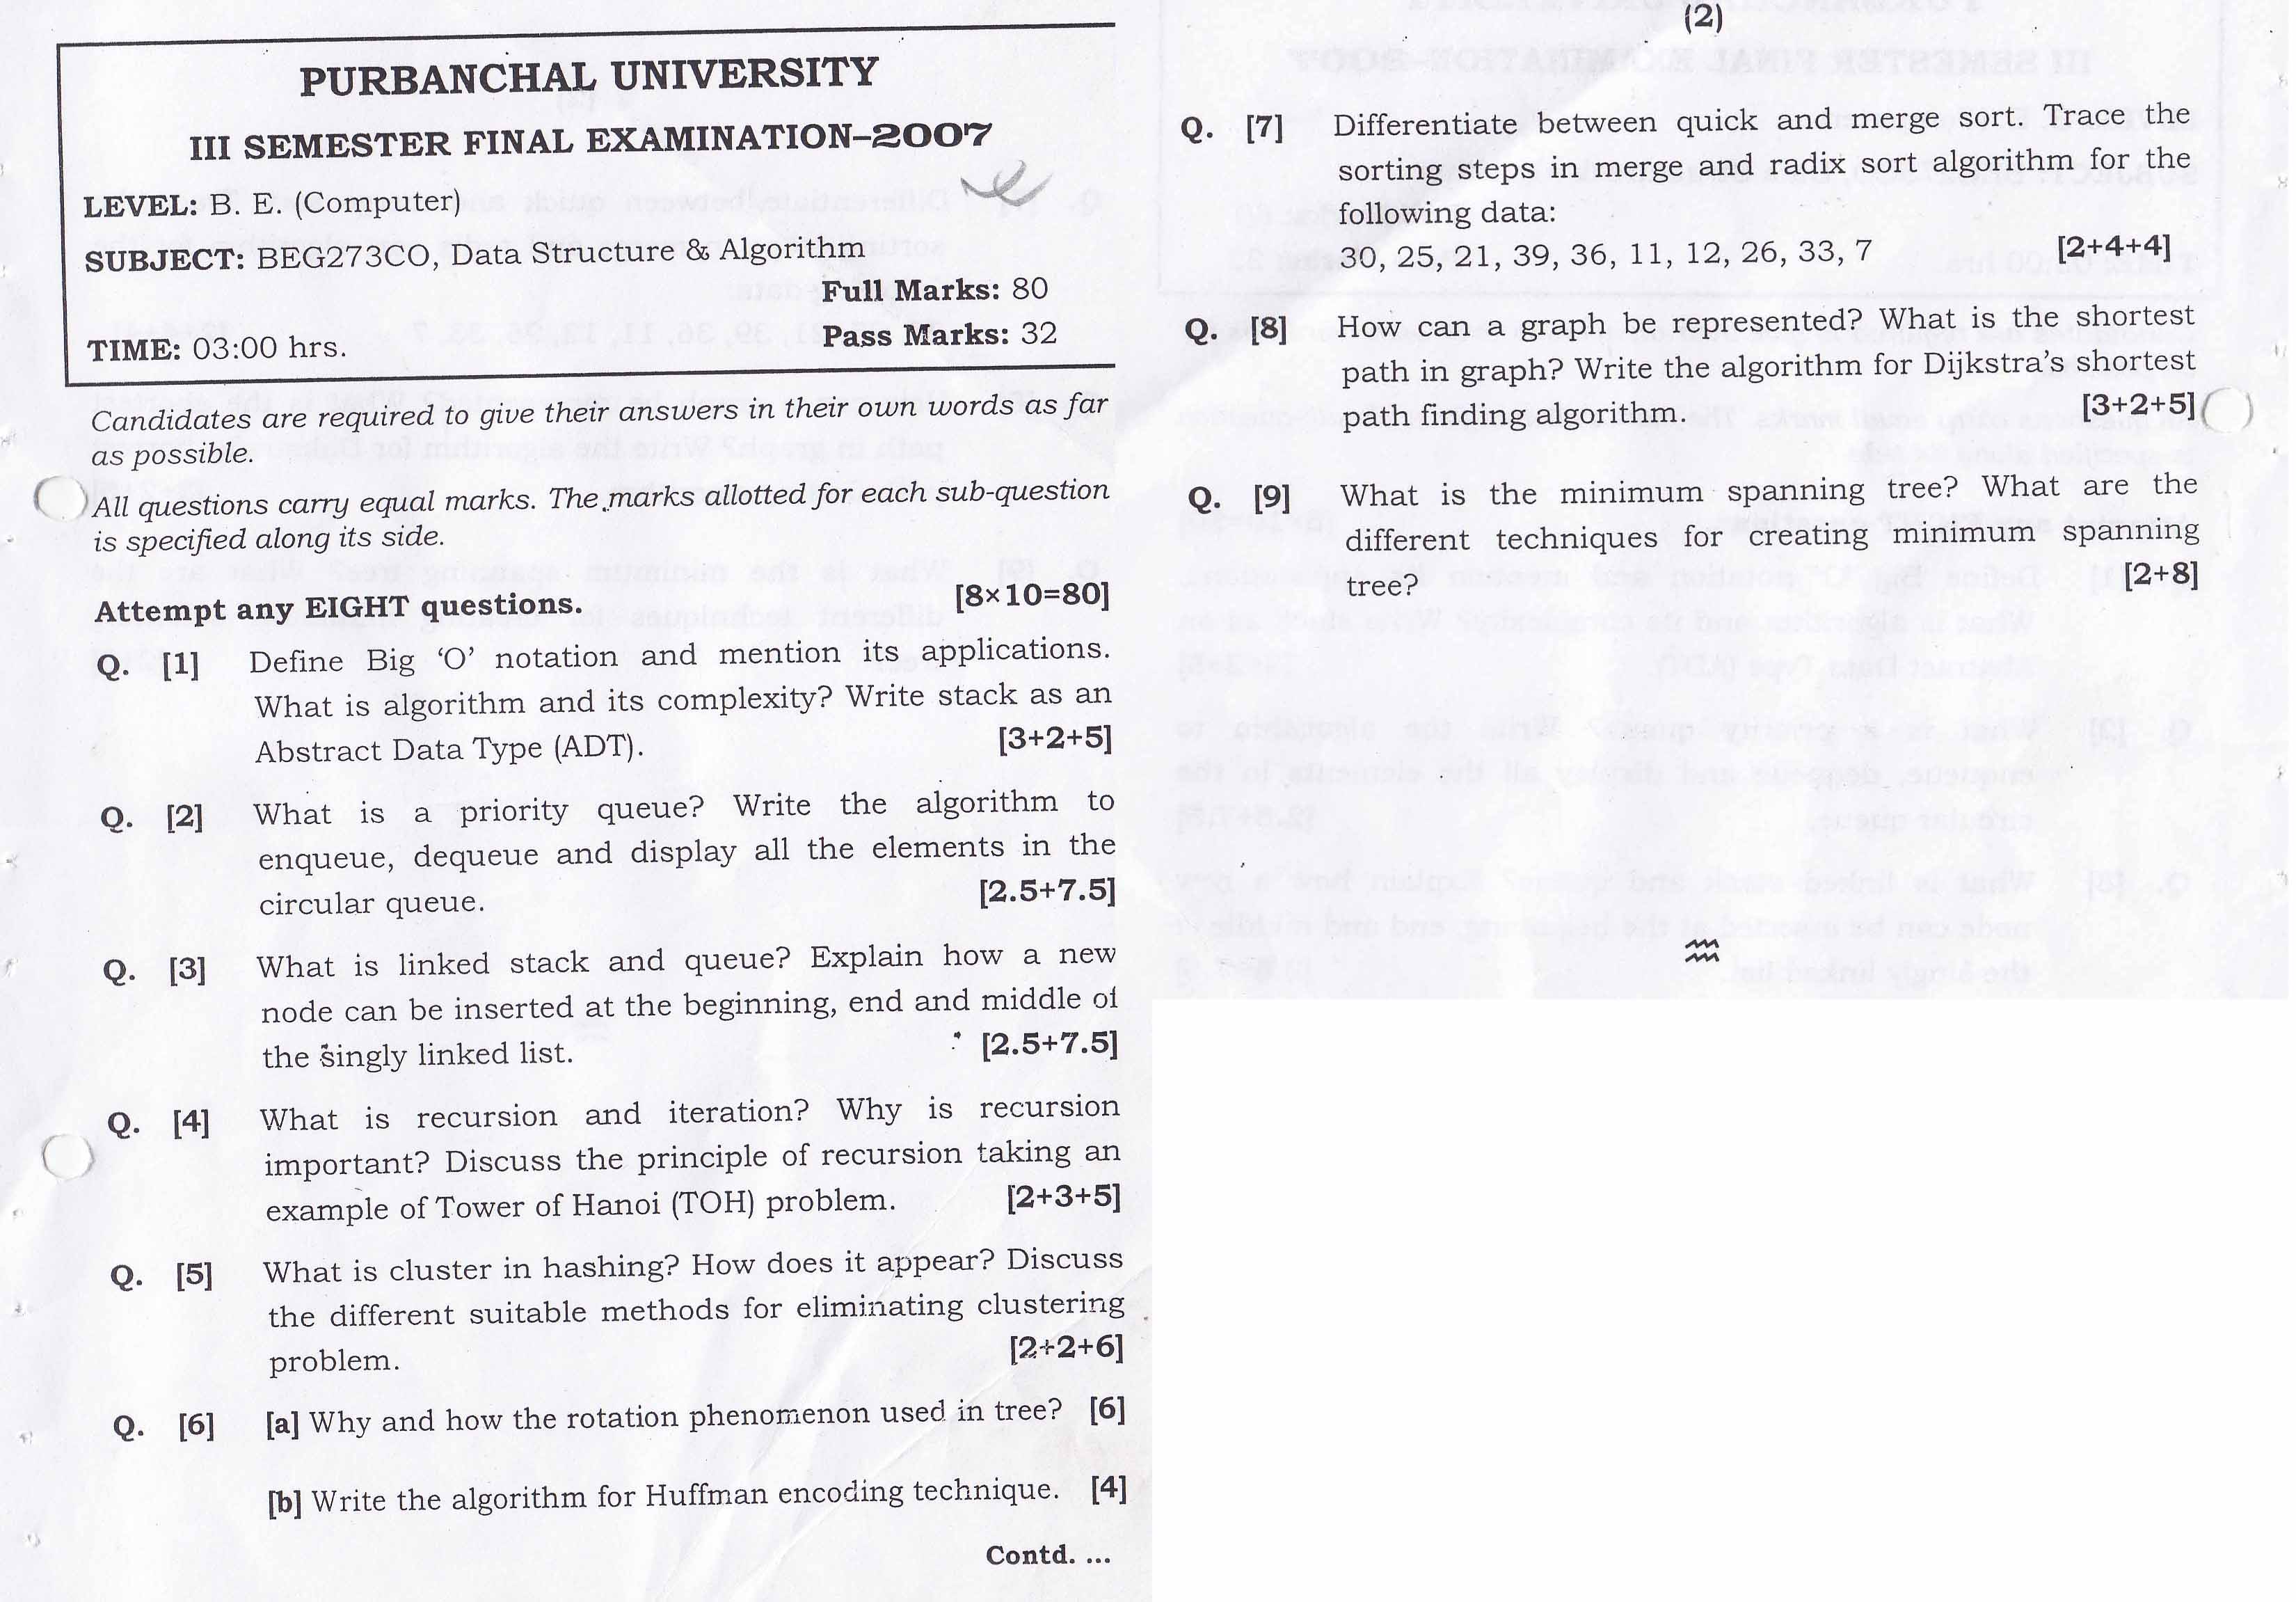 PURBANCHAL UNIVERSITY
III SEMESTER FINAL EXAMINATION–2007
LEVEL: B. E. (Computer)
SUBJECT: BEG273CO, Data Structure & Algorithm
Full Marks: 80
TIME: 03:00 hrs. Pass Marks: 32
Candidates are required to give their answers in their own words as far
as possible.
All questions carry equal marks. The marks allotted for each sub-question
is specified along its side.
Attempt any EIGHT questions. [8×10=80]
Q. [1] Define Big ‘O’ notation and mention its applications.
What is algorithm and its complexity? Write stack as an
Abstract Data Type (ADT). [3+2+5]
Q. [2] What is a priority queue? Write the algorithm to
enqueue, dequeue and display all the elements in the
circular queue. [2.5+7.5]
Q. [3] What is linked stack and queue? Explain how a new
node can be inserted at the beginning, end and middle of
the singly linked list. [2.5+7.5]
Q. [4] What is recursion and iteration? Why is recursion
important? Discuss the principle of recursion taking an
example of Tower of Hanoi (TOH) problem. [2+3+5]
Q. [5] What is cluster in hashing? How does it appear? Discuss
the different suitable methods for eliminating clustering
problem. [2+2+6]
Q. [6] [a] Why and how the rotation phenomenon used in tree? [6]
[b] Write the algorithm for Huffman encoding technique. [4]
Contd. ...
(2)
Q. [7] Differentiate between quick and merge sort. Trace the
sorting steps in merge and radix sort algorithm for the
following data:
30, 25, 21, 39, 36, 11, 12, 26, 33, 7 [2+4+4]
Q. [8] How can a graph be represented? What is the shortest
path in graph? Write the algorithm for Dijkstra’s shortest
path finding algorithm. [3+2+5]
Q. [9] What is the minimum spanning tree? What are the
different techniques for creating minimum spanning
tree? [2+8]